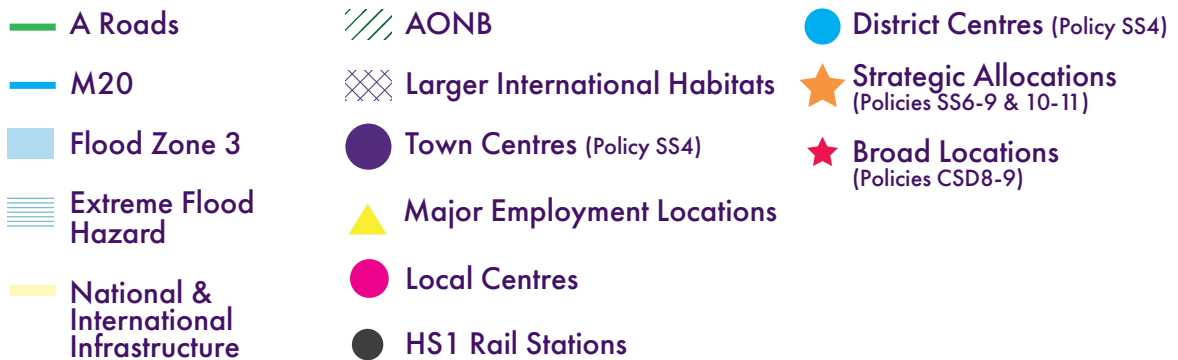 A Roads
M20
Flood Zone 3
Extreme Flood
Hazard
National &
International
Infrastructure
AONB
Larger International Habitats
Town Centres (Policy SS4)
Major Employment Locations
Local Centres
HS1 Rail Stations
District Centres (Policy SS4)
Strategic Allocations
(Policies SS6-9 & 10-11)
Broad Locations
(Policies CSD8-9)